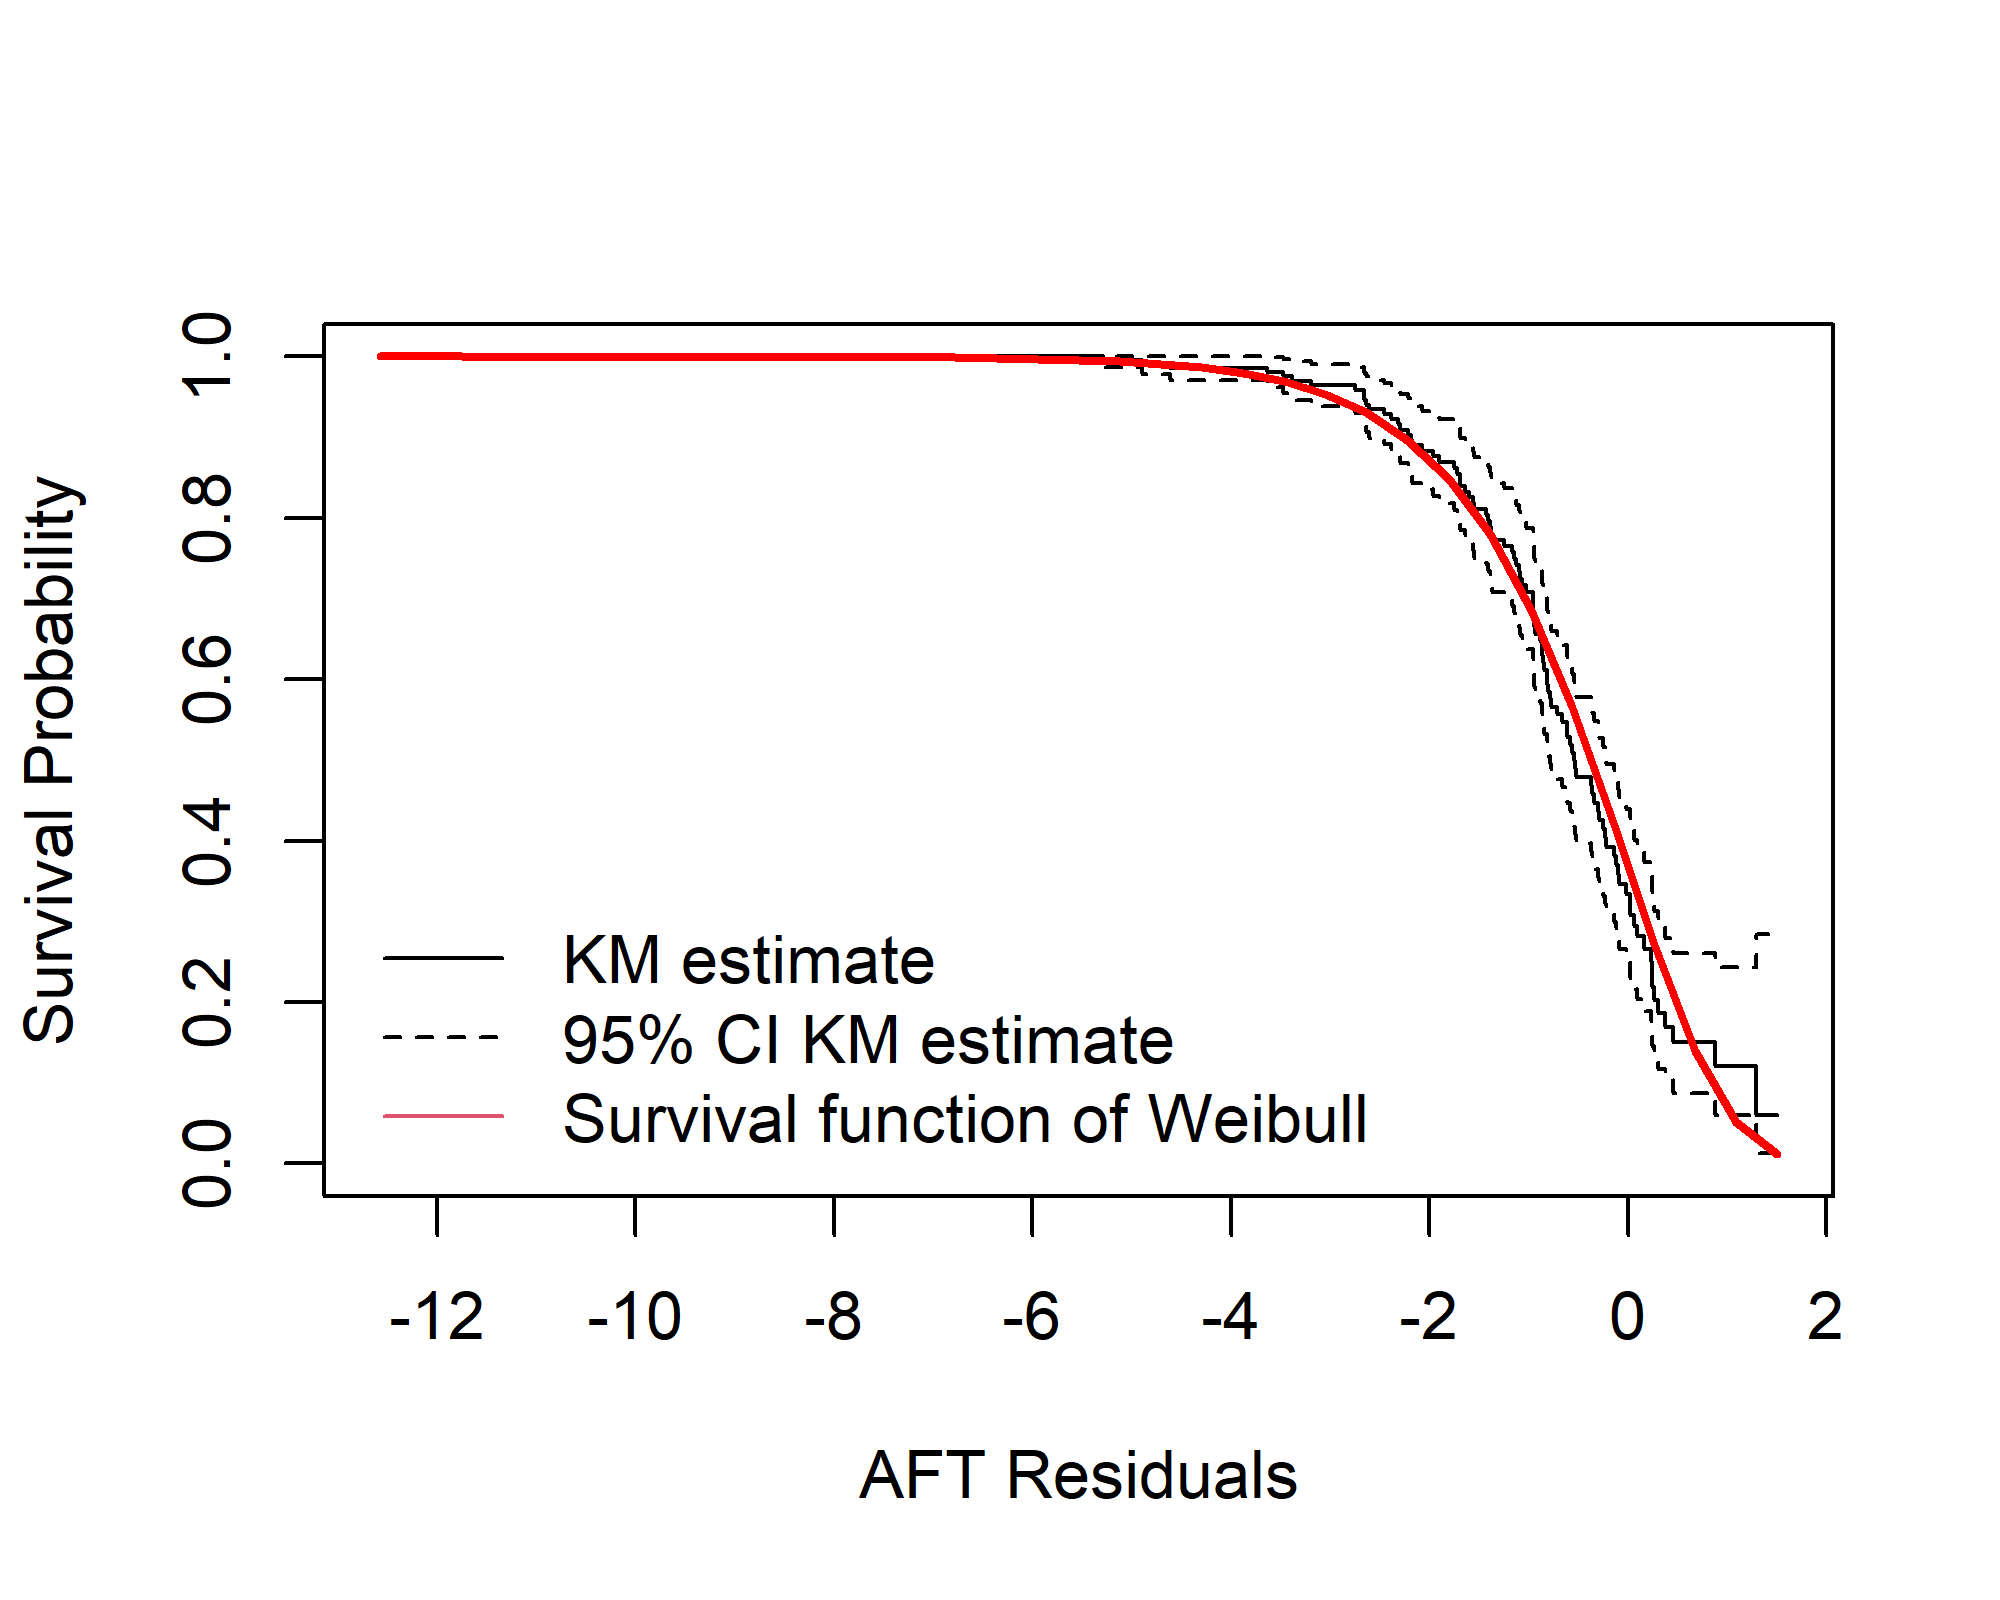 Survival Probability
1.0
0.8
0.6
0.4
0.2
0.0
KM estimate
95% CI KM estimate
Survival function of Weibull
-12 -10 -8 -6 -4 -2 0 2
AFT Residuals